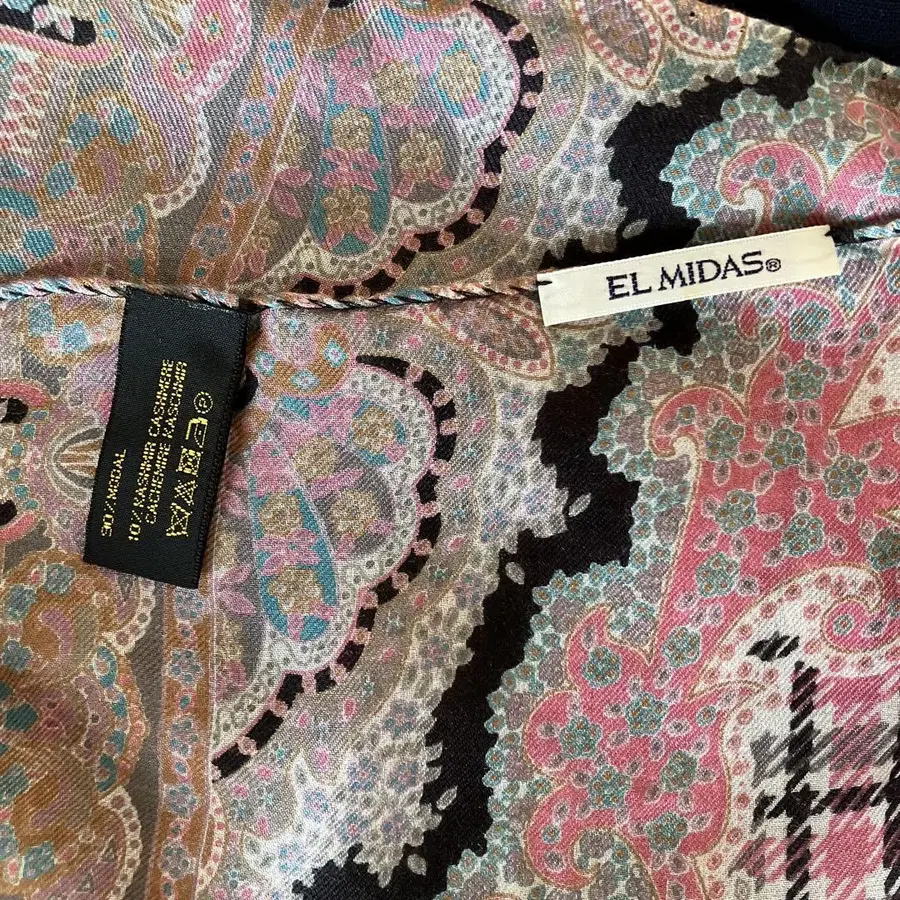 EL MIDAS®
90%MODAL
10%KASHMIR CASHMERE
CACHEMIRE KASCHMIR